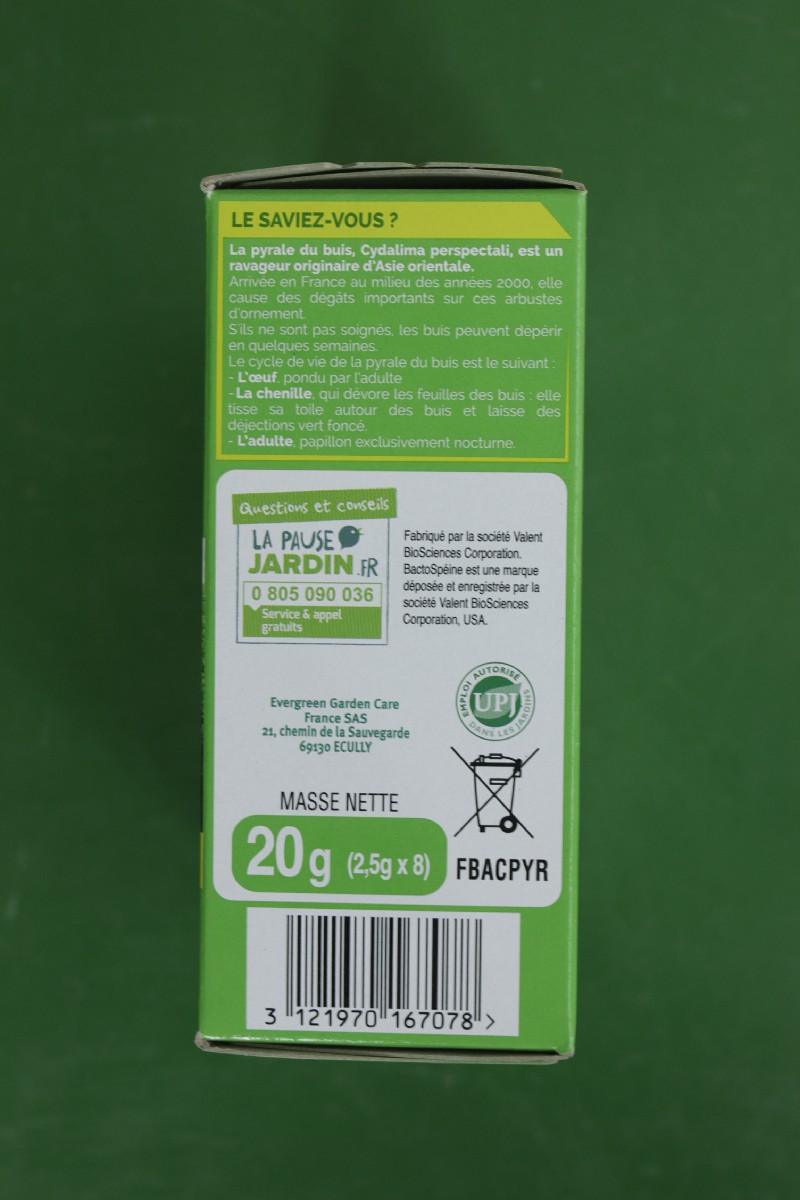 LE SAVIEZ-VOUS ?
La pyrale du buis, Cydalima perspectali, est un
ravageur originaire d'Asie orientale.
Arrivée en France au milieu des années 2000, elle
cause des dégâts importants sur ces arbustes
d'ornement.
S'ils ne sont pas soignés, les buis peuvent dépérir
en quelques semaines.
Le cycle de vie de la pyrale du buis est le suivant :
- L'œuf, pondu par l'adulte
- La chenille, qui dévore les feuilles des buis : elle
tisse sa toile autour des buis et laisse des
déjections vert foncé.
- L'adulte, papillon exclusivement nocturne.
Questions et conseils
LA PAUSE
JARDIN.FR
0 805 090 036
Service & appel
gratuits
Fabriqué par la société Valent
BioSciences Corporation.
BactoSpéine est une marque
déposée et enregistrée par la
société Valent BioSciences
Corporation, USA.
EMPLOI AUTORISÉ
UPJ
DANS LES JARDINS
Evergreen Garden Care
France SAS
21, chemin de la Sauvegarde
69130 ECULLY
MASSE NETTE
20g (2,5g x 8)
FBACPYR
3 121970 167078 >